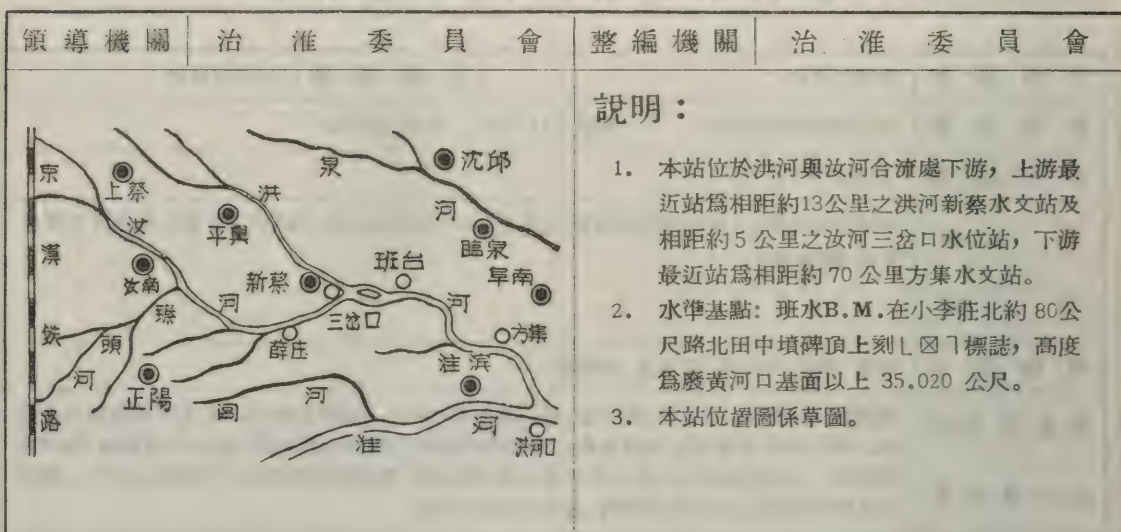 領導機關 治淮委員會 整編機關 治淮委員會
說明：
1. 本站位於洪河與汝河合流處下游，上游最
近站爲相距約13公里之洪河新蔡水文站及
相距約5公里之汝河三岔口水位站，下游
最近站爲相距約70公里方集水文站。
2. 水準基點：班水B.M.在小李莊北約80公
尺路北田中墳碑頂上刻L⊠㇕標誌，高度
爲廢黃河口基面以上 35.020 公尺。
3. 本站位置圖係草圖。
京漢鉄路
上蔡
汝河
汝南
臻頭河
正陽
洪河
平輿
新蔡
三岔口
薛庄
班台
泉河
沈邱
臨泉
阜南
方集
淮滨
淮河
洪河口
閭河